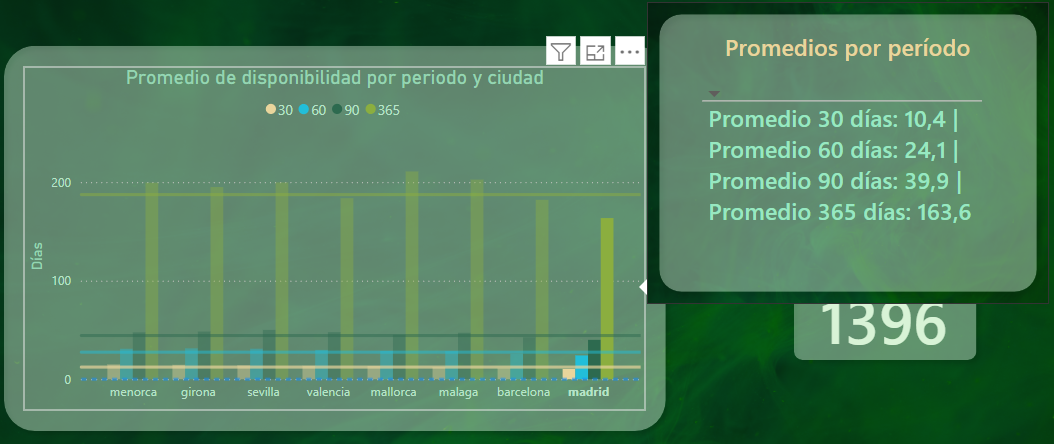 Promedio de disponibilidad por periodo y ciudad
30 60 90 365
Días
200
100
0
menorca girona sevilla valencia mallorca malaga barcelona madrid
Promedios por período
Promedio 30 días: 10,4 |
Promedio 60 días: 24,1 |
Promedio 90 días: 39,9 |
Promedio 365 días: 163,6
1396